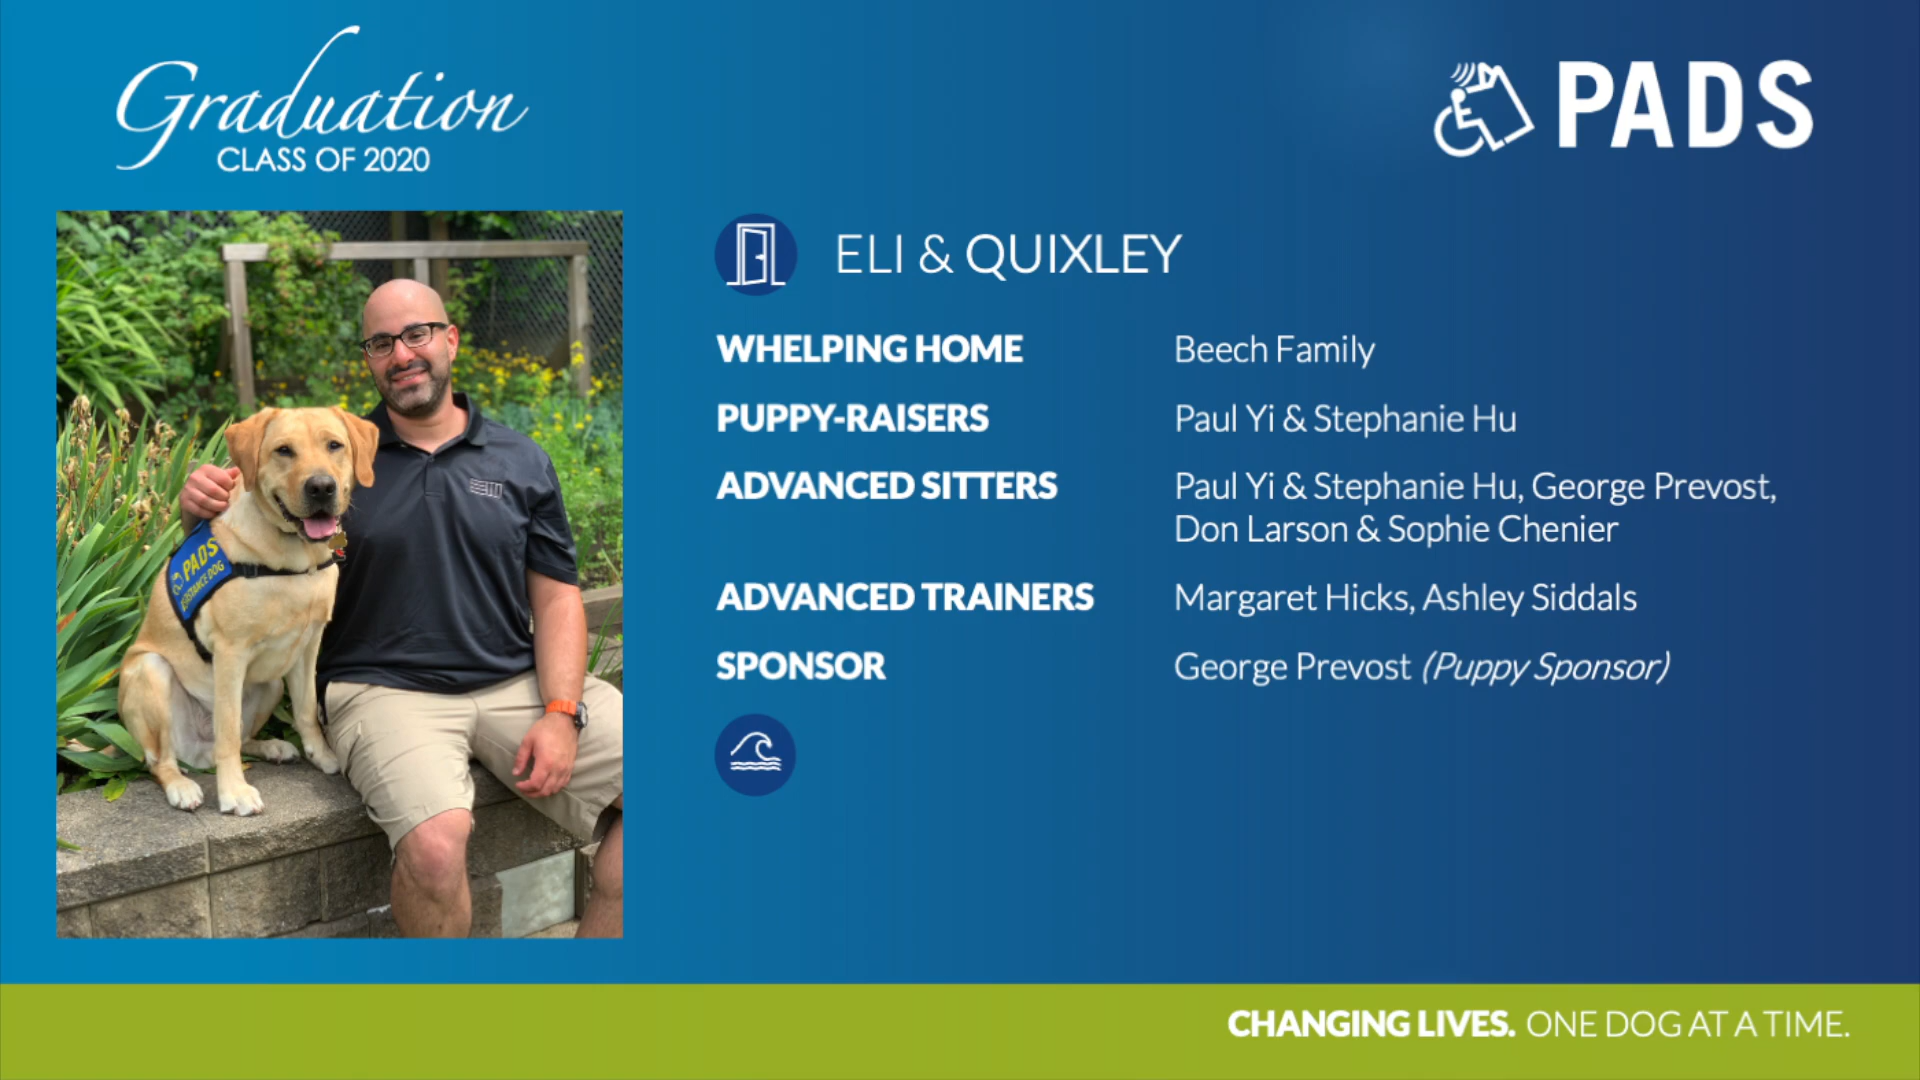 Graduation
CLASS OF 2020
PADS
ELI & QUIXLEY
WHELPING HOME Beech Family
PUPPY-RAISERS Paul Yi & Stephanie Hu
ADVANCED SITTERS Paul Yi & Stephanie Hu, George Prevost,
Don Larson & Sophie Chenier
ADVANCED TRAINERS Margaret Hicks, Ashley Siddals
SPONSOR George Prevost (Puppy Sponsor)
PADS
DOG
CHANGING LIVES. ONE DOG AT A TIME.